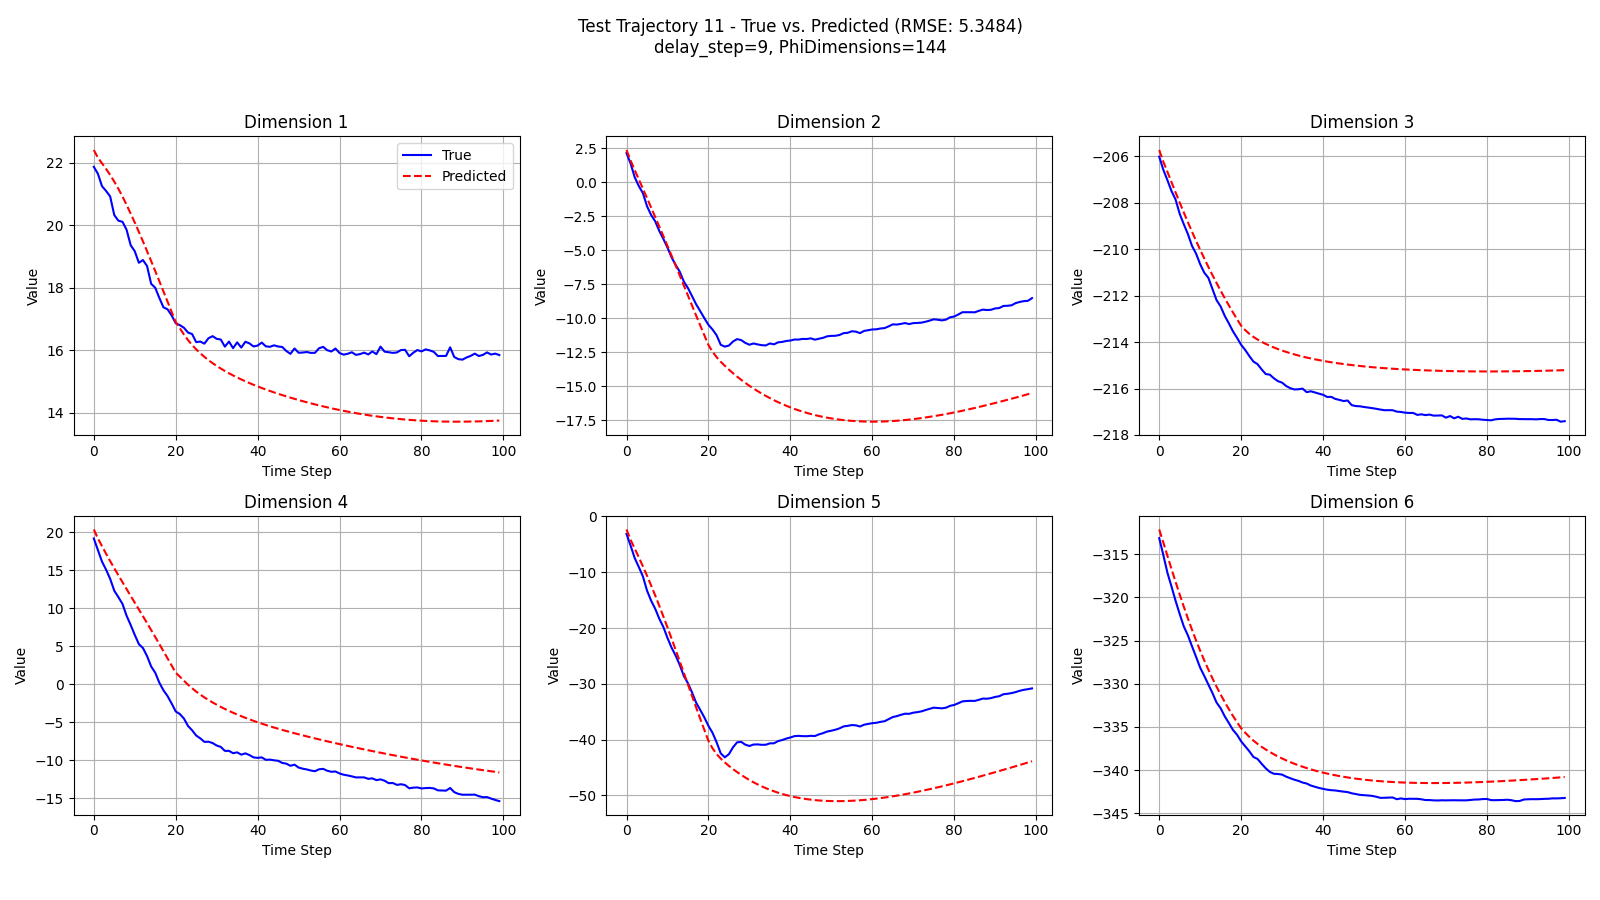 Test Trajectory 11 - True vs. Predicted (RMSE: 5.3484)
delay_step=9, PhiDimensions=144
Dimension 1
22
20
18
16
14
Value
0 20 40 60 80 100
Time Step
True
Predicted
Dimension 2
2.5
0.0
−2.5
−5.0
−7.5
−10.0
−12.5
−15.0
−17.5
Value
0 20 40 60 80 100
Time Step
Dimension 3
−206
−208
−210
−212
−214
−216
−218
Value
0 20 40 60 80 100
Time Step
Dimension 4
20
15
10
5
0
−5
−10
−15
Value
0 20 40 60 80 100
Time Step
Dimension 5
0
−10
−20
−30
−40
−50
Value
0 20 40 60 80 100
Time Step
Dimension 6
−315
−320
−325
−330
−335
−340
−345
Value
0 20 40 60 80 100
Time Step